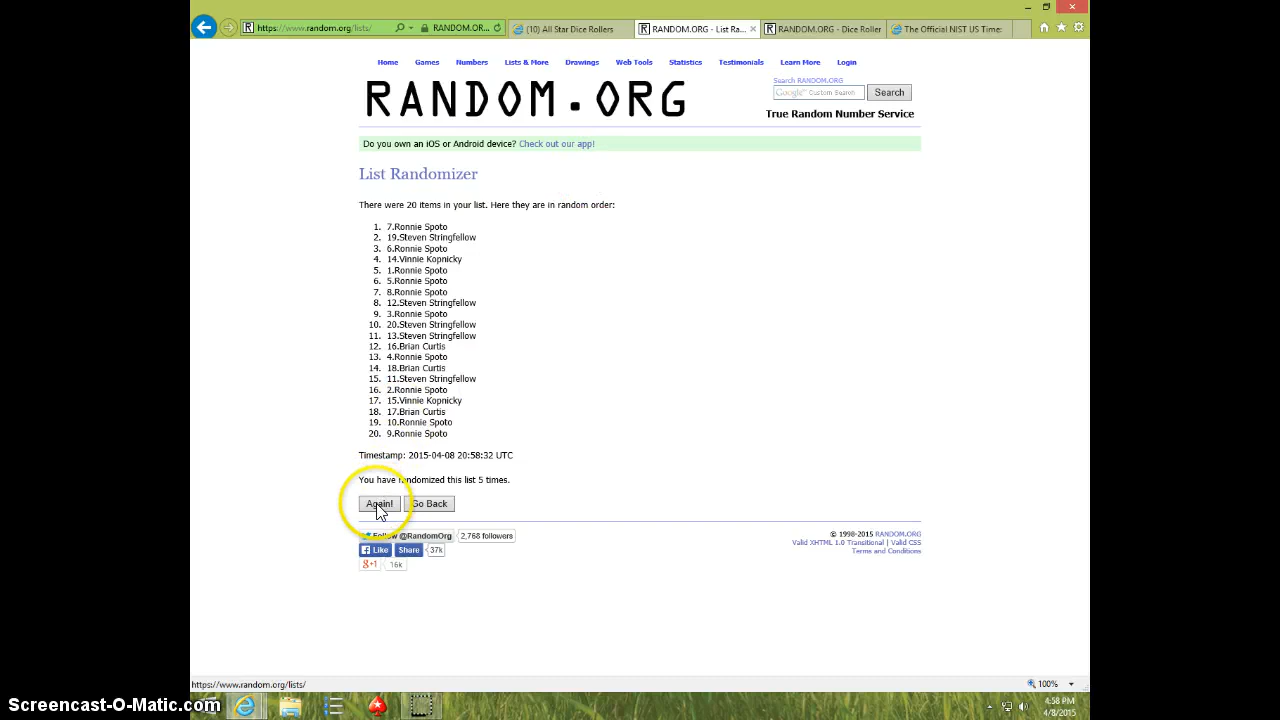 https://www.random.org/lists/
RANDOM.OR...
(10) All Star Dice Rollers
RANDOM.ORG - List Ra...
RANDOM.ORG - Dice Roller
The Official NIST US Time:
Home Games Numbers Lists & More Drawings Web Tools Statistics Testimonials Learn More Login
RANDOM.ORG
Search RANDOM.ORG
Google Custom Search
Search
True Random Number Service
Do you own an iOS or Android device? Check out our app!
List Randomizer
There were 20 items in your list. Here they are in random order:
1. 7.Ronnie Spoto
2. 19.Steven Stringfellow
3. 6.Ronnie Spoto
4. 14.Vinnie Kopnicky
5. 1.Ronnie Spoto
6. 5.Ronnie Spoto
7. 8.Ronnie Spoto
8. 12.Steven Stringfellow
9. 3.Ronnie Spoto
10. 20.Steven Stringfellow
11. 13.Steven Stringfellow
12. 16.Brian Curtis
13. 4.Ronnie Spoto
14. 18.Brian Curtis
15. 11.Steven Stringfellow
16. 2.Ronnie Spoto
17. 15.Vinnie Kopnicky
18. 17.Brian Curtis
19. 10.Ronnie Spoto
20. 9.Ronnie Spoto
Timestamp: 2015-04-08 20:58:32 UTC
You have randomized this list 5 times.
Again! Go Back
Follow @RandomOrg 2,768 followers
Like Share 37k
g+1 16k
© 1998-2015 RANDOM.ORG
Valid XHTML 1.0 Transitional | Valid CSS
Terms and Conditions
https://www.random.org/lists/
100%
4:58 PM
4/8/2015
Screencast-O-Matic.com